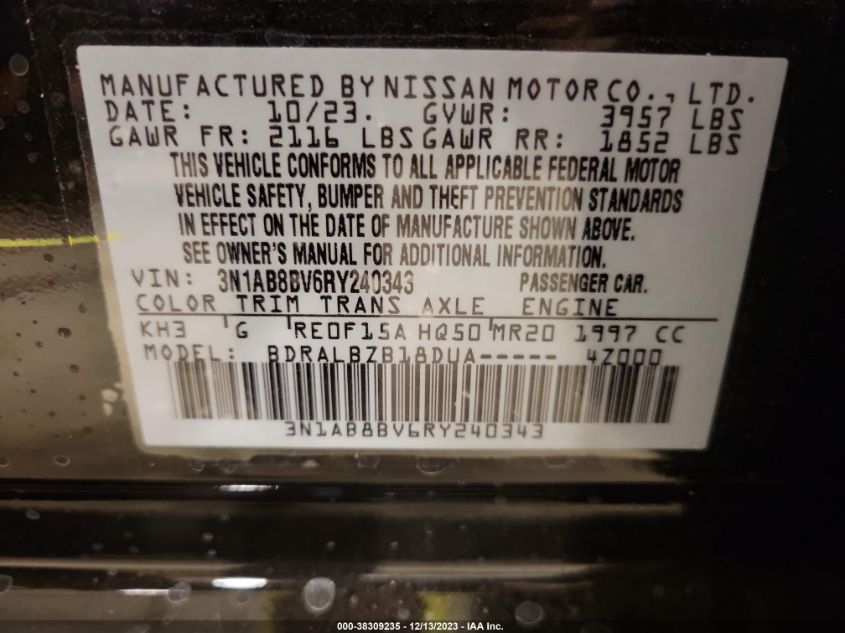 MANUFACTURED BY NISSAN MOTOR CO., LTD.
DATE: 10/23. GVWR: 3957 LBS
GAWR FR: 2116 LBS GAWR RR: 1852 LBS
THIS VEHICLE CONFORMS TO ALL APPLICABLE FEDERAL MOTOR
VEHICLE SAFETY, BUMPER AND THEFT PREVENTION STANDARDS
IN EFFECT ON THE DATE OF MANUFACTURE SHOWN ABOVE.
SEE OWNER'S MANUAL FOR ADDITIONAL INFORMATION.
VIN: 3N1AB8BV6RY240343 PASSENGER CAR.
COLOR TRIM TRANS AXLE ENGINE
KH3 G RE0F15A HQ50 MR20 1997 CC
MODEL: BDRALBZB18DUA----- 4Z000
3N1AB8BV6RY240343
000-38309235 - 12/13/2023 - IAA Inc.